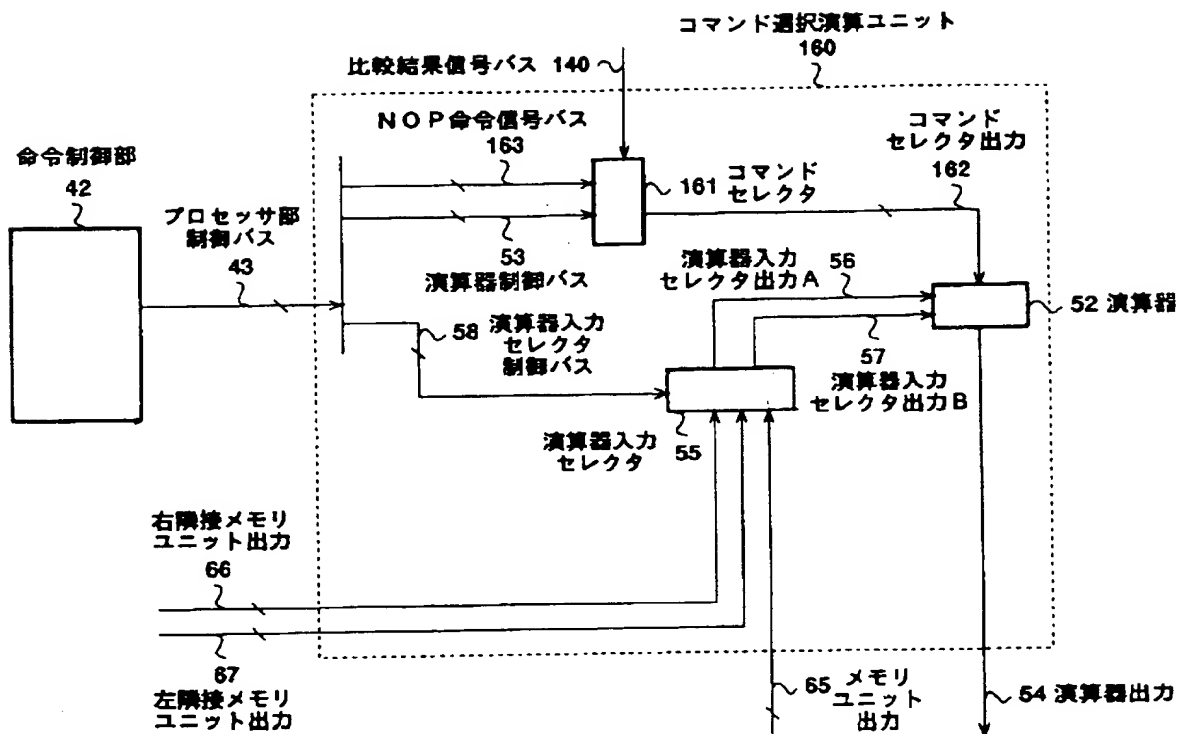 コマンド選択演算ユニット
160
比較結果信号バス 140
NOP命令信号バス
163
コマンド
セレクタ出力
162
命令制御部
42
161 コマンド
セレクタ
プロセッサ部
制御バス
43
53
演算器制御バス
演算器入力
セレクタ出力A
56
58 演算器入力
セレクタ
制御バス
52 演算器
57
演算器入力
セレクタ出力B
演算器入力
セレクタ
55
右隣接メモリ
ユニット出力
66
67
左隣接メモリ
ユニット出力
65 メモリ
ユニット
出力
54 演算器出力